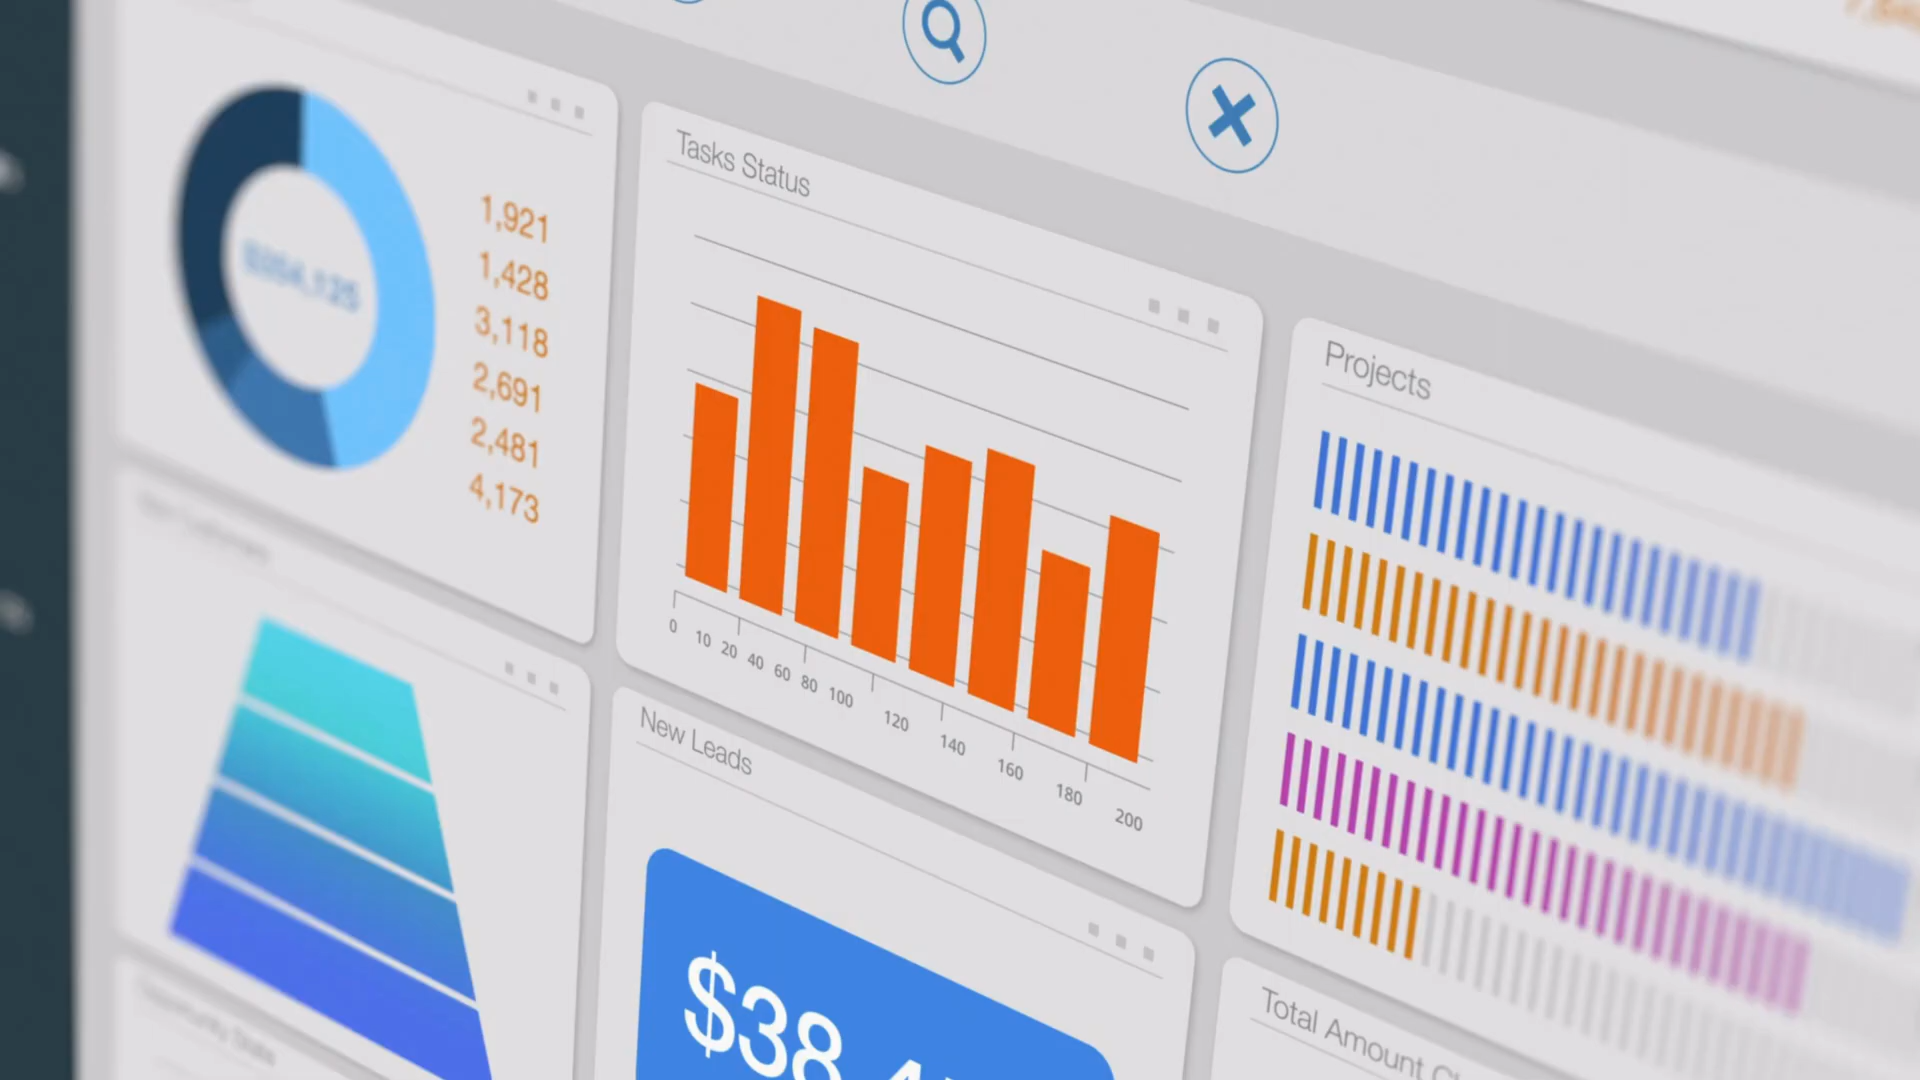 1,921
1,428
3,118
2,691
2,481
4,173
Tasks Status
0 10 20 40 60 80 100 120 140 160 180 200
Projects
New Leads
$38
Total Amount